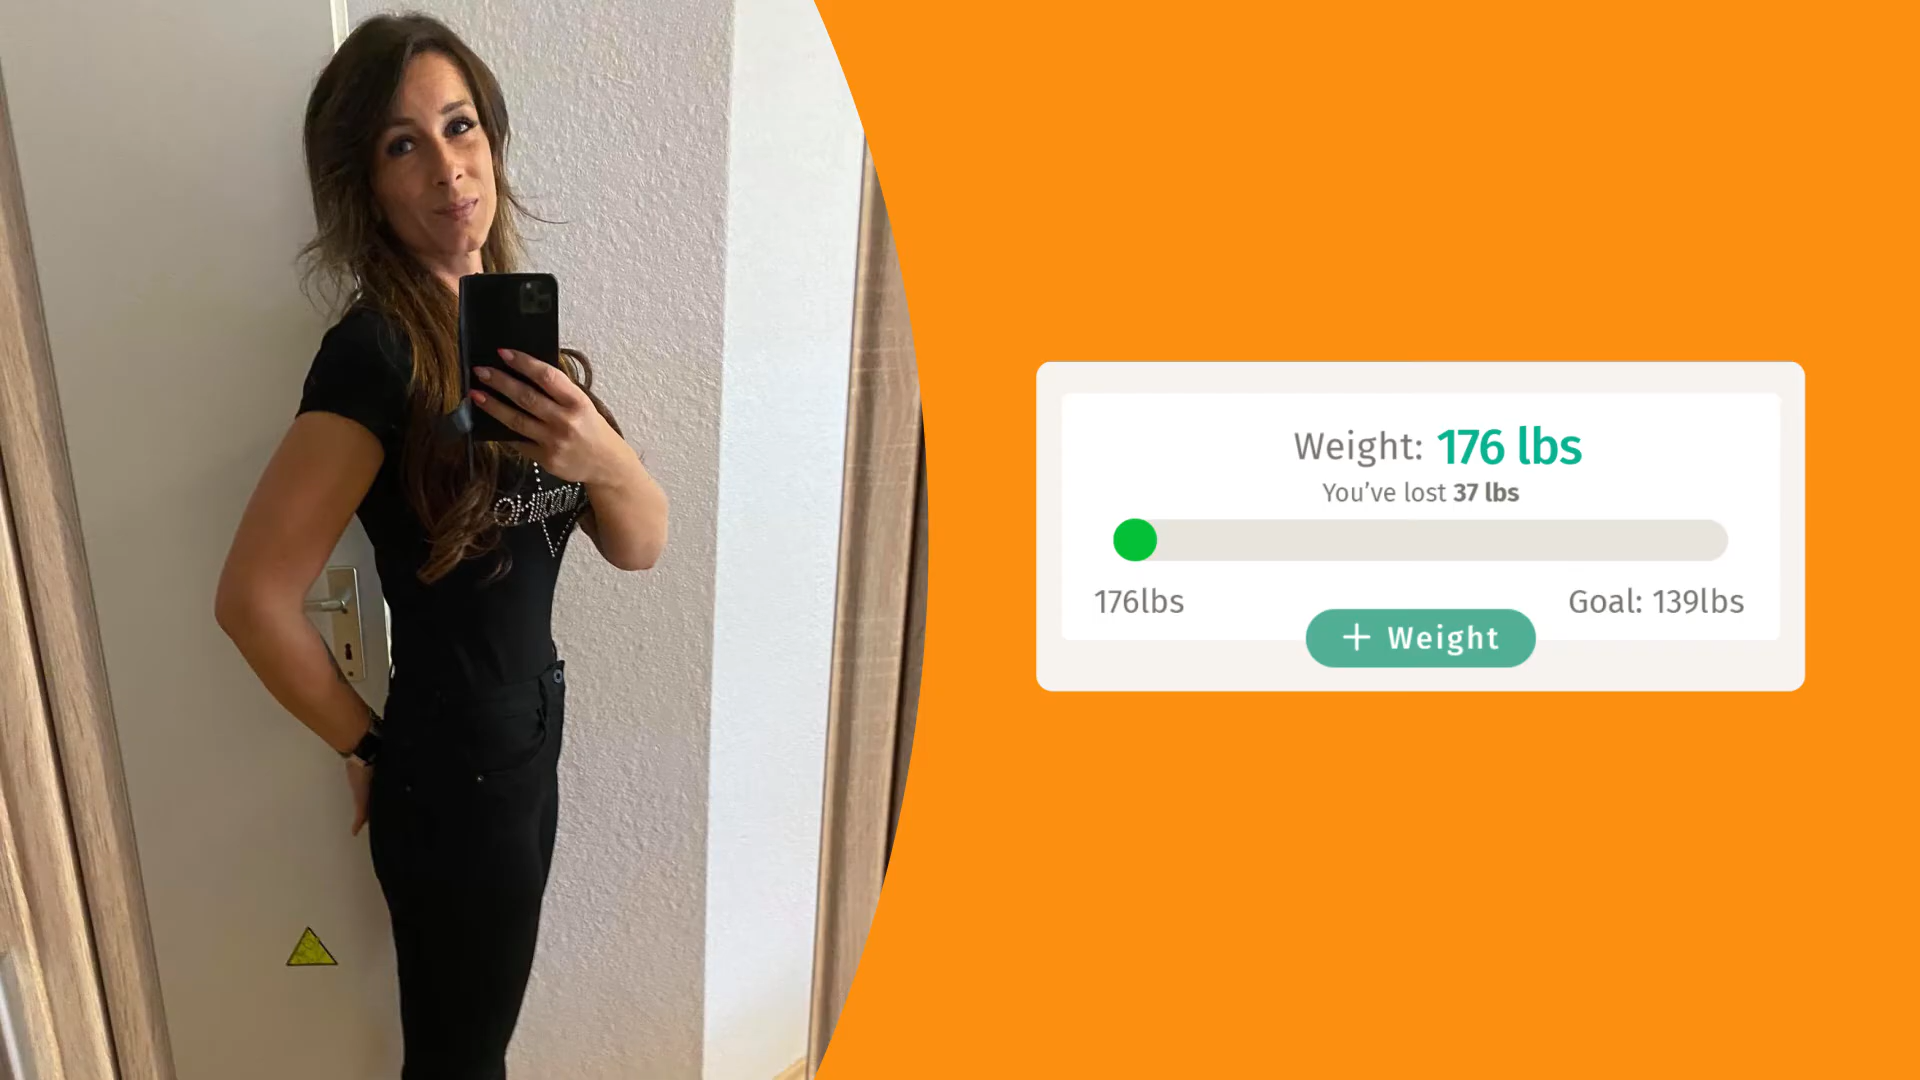 Weight: 176 lbs
You've lost 37 lbs
176lbs
Goal: 139lbs
+ Weight